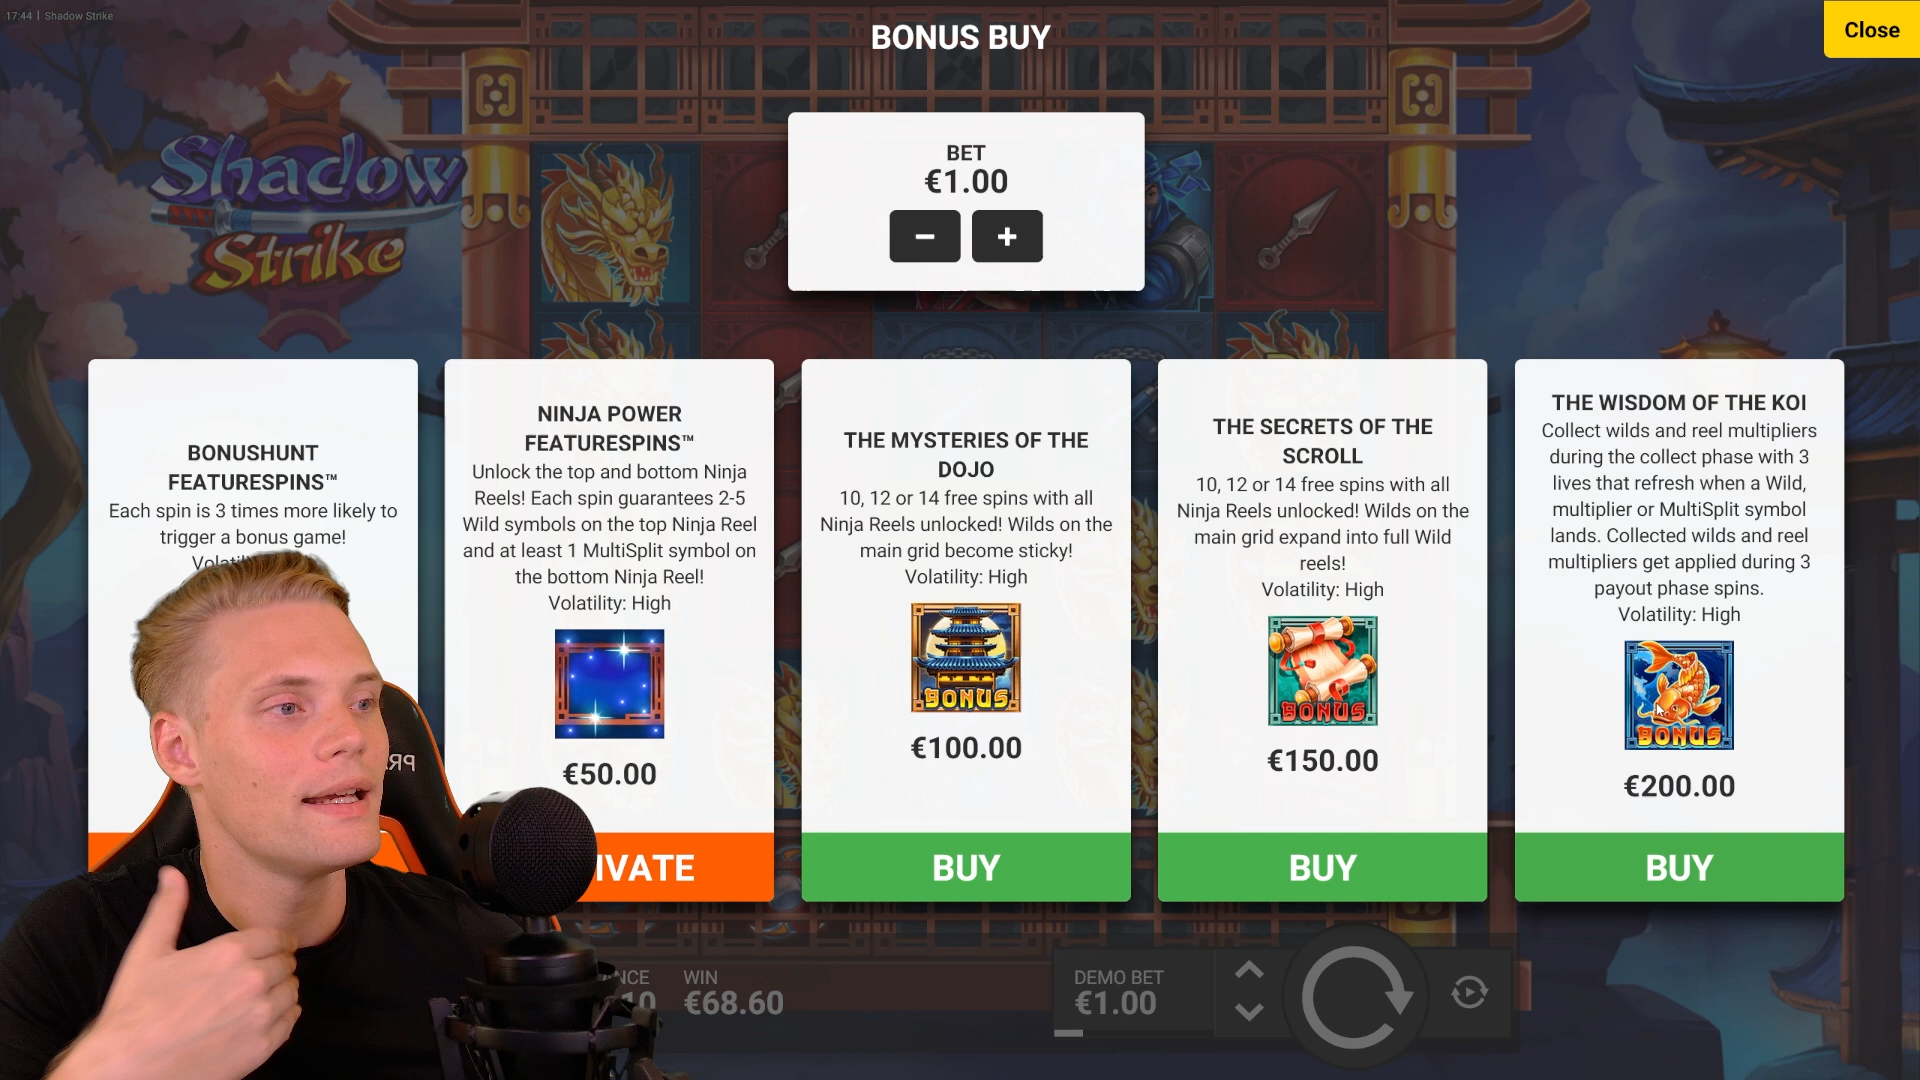 17:44 | Shadow Strike
BONUS BUY
Close
Shadow
Strike
BET
€1.00
−
+
BONUSHUNT
FEATURESPINS™
Each spin is 3 times more likely to
trigger a bonus game!
NINJA POWER
FEATURESPINS™
Unlock the top and bottom Ninja
Reels! Each spin guarantees 2-5
Wild symbols on the top Ninja Reel
and at least 1 MultiSplit symbol on
the bottom Ninja Reel!
Volatility: High
€50.00
IVATE
THE MYSTERIES OF THE
DOJO
10, 12 or 14 free spins with all
Ninja Reels unlocked! Wilds on the
main grid become sticky!
Volatility: High
BONUS
€100.00
BUY
THE SECRETS OF THE
SCROLL
10, 12 or 14 free spins with all
Ninja Reels unlocked! Wilds on the
main grid expand into full Wild
reels!
Volatility: High
BONUS
€150.00
BUY
THE WISDOM OF THE KOI
Collect wilds and reel multipliers
during the collect phase with 3
lives that refresh when a Wild,
multiplier or MultiSplit symbol
lands. Collected wilds and reel
multipliers get applied during 3
payout phase spins.
Volatility: High
BONUS
€200.00
BUY
WIN
€68.60
DEMO BET
€1.00